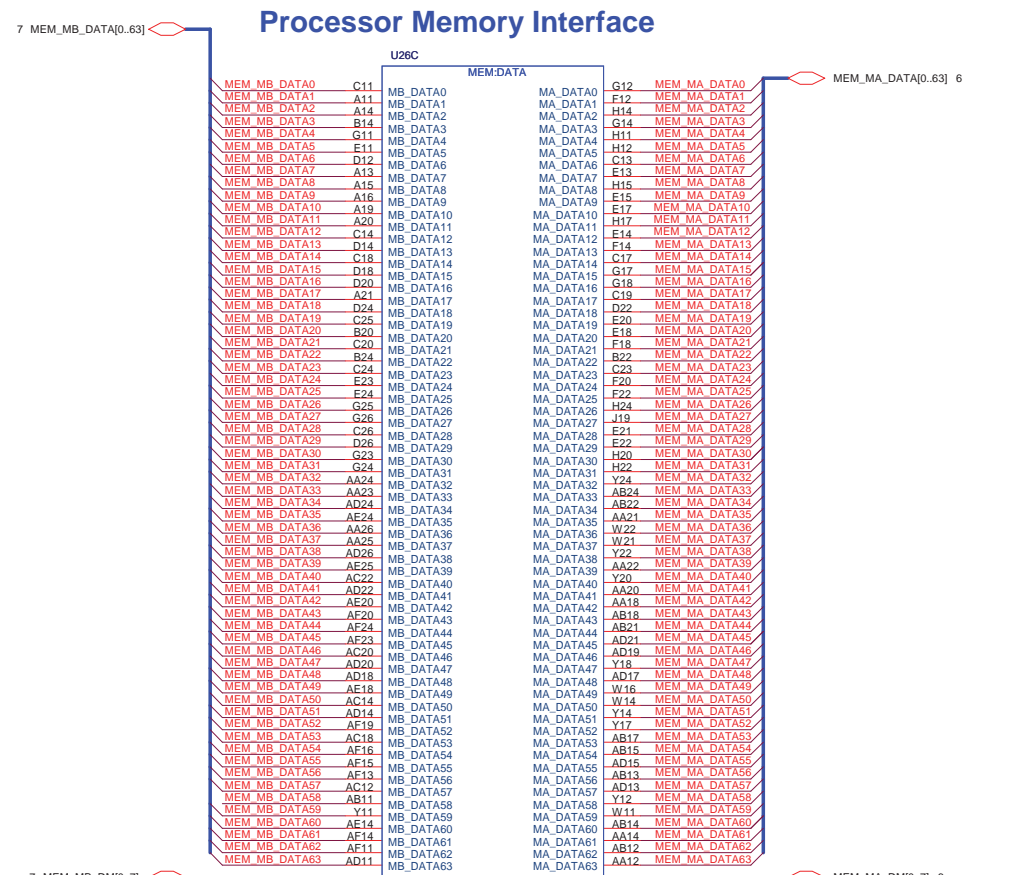 Processor Memory Interface
7 MEM_MB_DATA[0..63]
U26C
MEM:DATA
MEM_MA_DATA[0..63] 6
MEM_MB_DATA0 C11 MB_DATA0 MA_DATA0 G12 MEM_MA_DATA0
MEM_MB_DATA1 A11 MB_DATA1 MA_DATA1 F12 MEM_MA_DATA1
MEM_MB_DATA2 A14 MB_DATA2 MA_DATA2 H14 MEM_MA_DATA2
MEM_MB_DATA3 B14 MB_DATA3 MA_DATA3 G14 MEM_MA_DATA3
MEM_MB_DATA4 G11 MB_DATA4 MA_DATA4 H11 MEM_MA_DATA4
MEM_MB_DATA5 E11 MB_DATA5 MA_DATA5 H12 MEM_MA_DATA5
MEM_MB_DATA6 D12 MB_DATA6 MA_DATA6 C13 MEM_MA_DATA6
MEM_MB_DATA7 A13 MB_DATA7 MA_DATA7 E13 MEM_MA_DATA7
MEM_MB_DATA8 A15 MB_DATA8 MA_DATA8 H15 MEM_MA_DATA8
MEM_MB_DATA9 A16 MB_DATA9 MA_DATA9 E15 MEM_MA_DATA9
MEM_MB_DATA10 A19 MB_DATA10 MA_DATA10 E17 MEM_MA_DATA10
MEM_MB_DATA11 A20 MB_DATA11 MA_DATA11 H17 MEM_MA_DATA11
MEM_MB_DATA12 C14 MB_DATA12 MA_DATA12 E14 MEM_MA_DATA12
MEM_MB_DATA13 D14 MB_DATA13 MA_DATA13 F14 MEM_MA_DATA13
MEM_MB_DATA14 C18 MB_DATA14 MA_DATA14 C17 MEM_MA_DATA14
MEM_MB_DATA15 D18 MB_DATA15 MA_DATA15 G17 MEM_MA_DATA15
MEM_MB_DATA16 D20 MB_DATA16 MA_DATA16 G18 MEM_MA_DATA16
MEM_MB_DATA17 A21 MB_DATA17 MA_DATA17 C19 MEM_MA_DATA17
MEM_MB_DATA18 D24 MB_DATA18 MA_DATA18 D22 MEM_MA_DATA18
MEM_MB_DATA19 C25 MB_DATA19 MA_DATA19 E20 MEM_MA_DATA19
MEM_MB_DATA20 B20 MB_DATA20 MA_DATA20 E18 MEM_MA_DATA20
MEM_MB_DATA21 C20 MB_DATA21 MA_DATA21 F18 MEM_MA_DATA21
MEM_MB_DATA22 B24 MB_DATA22 MA_DATA22 B22 MEM_MA_DATA22
MEM_MB_DATA23 C24 MB_DATA23 MA_DATA23 C23 MEM_MA_DATA23
MEM_MB_DATA24 E23 MB_DATA24 MA_DATA24 F20 MEM_MA_DATA24
MEM_MB_DATA25 E24 MB_DATA25 MA_DATA25 F22 MEM_MA_DATA25
MEM_MB_DATA26 G25 MB_DATA26 MA_DATA26 H24 MEM_MA_DATA26
MEM_MB_DATA27 G26 MB_DATA27 MA_DATA27 J19 MEM_MA_DATA27
MEM_MB_DATA28 C26 MB_DATA28 MA_DATA28 E21 MEM_MA_DATA28
MEM_MB_DATA29 D26 MB_DATA29 MA_DATA29 E22 MEM_MA_DATA29
MEM_MB_DATA30 G23 MB_DATA30 MA_DATA30 H20 MEM_MA_DATA30
MEM_MB_DATA31 G24 MB_DATA31 MA_DATA31 H22 MEM_MA_DATA31
MEM_MB_DATA32 AA24 MB_DATA32 MA_DATA32 Y24 MEM_MA_DATA32
MEM_MB_DATA33 AA23 MB_DATA33 MA_DATA33 AB24 MEM_MA_DATA33
MEM_MB_DATA34 AD24 MB_DATA34 MA_DATA34 AB22 MEM_MA_DATA34
MEM_MB_DATA35 AE24 MB_DATA35 MA_DATA35 AA21 MEM_MA_DATA35
MEM_MB_DATA36 AA26 MB_DATA36 MA_DATA36 W22 MEM_MA_DATA36
MEM_MB_DATA37 AA25 MB_DATA37 MA_DATA37 W21 MEM_MA_DATA37
MEM_MB_DATA38 AD26 MB_DATA38 MA_DATA38 Y22 MEM_MA_DATA38
MEM_MB_DATA39 AE25 MB_DATA39 MA_DATA39 AA22 MEM_MA_DATA39
MEM_MB_DATA40 AC22 MB_DATA40 MA_DATA40 Y20 MEM_MA_DATA40
MEM_MB_DATA41 AD22 MB_DATA41 MA_DATA41 AA20 MEM_MA_DATA41
MEM_MB_DATA42 AE20 MB_DATA42 MA_DATA42 AA18 MEM_MA_DATA42
MEM_MB_DATA43 AF20 MB_DATA43 MA_DATA43 AB18 MEM_MA_DATA43
MEM_MB_DATA44 AF24 MB_DATA44 MA_DATA44 AB21 MEM_MA_DATA44
MEM_MB_DATA45 AF23 MB_DATA45 MA_DATA45 AD21 MEM_MA_DATA45
MEM_MB_DATA46 AC20 MB_DATA46 MA_DATA46 AD19 MEM_MA_DATA46
MEM_MB_DATA47 AD20 MB_DATA47 MA_DATA47 Y18 MEM_MA_DATA47
MEM_MB_DATA48 AD18 MB_DATA48 MA_DATA48 AD17 MEM_MA_DATA48
MEM_MB_DATA49 AE18 MB_DATA49 MA_DATA49 W16 MEM_MA_DATA49
MEM_MB_DATA50 AC14 MB_DATA50 MA_DATA50 W14 MEM_MA_DATA50
MEM_MB_DATA51 AD14 MB_DATA51 MA_DATA51 Y14 MEM_MA_DATA51
MEM_MB_DATA52 AF19 MB_DATA52 MA_DATA52 Y17 MEM_MA_DATA52
MEM_MB_DATA53 AC18 MB_DATA53 MA_DATA53 AB17 MEM_MA_DATA53
MEM_MB_DATA54 AF16 MB_DATA54 MA_DATA54 AB15 MEM_MA_DATA54
MEM_MB_DATA55 AF15 MB_DATA55 MA_DATA55 AD15 MEM_MA_DATA55
MEM_MB_DATA56 AF13 MB_DATA56 MA_DATA56 AB13 MEM_MA_DATA56
MEM_MB_DATA57 AC12 MB_DATA57 MA_DATA57 AD13 MEM_MA_DATA57
MEM_MB_DATA58 AB11 MB_DATA58 MA_DATA58 Y12 MEM_MA_DATA58
MEM_MB_DATA59 Y11 MB_DATA59 MA_DATA59 W11 MEM_MA_DATA59
MEM_MB_DATA60 AE14 MB_DATA60 MA_DATA60 AB14 MEM_MA_DATA60
MEM_MB_DATA61 AF14 MB_DATA61 MA_DATA61 AA14 MEM_MA_DATA61
MEM_MB_DATA62 AF11 MB_DATA62 MA_DATA62 AB12 MEM_MA_DATA62
MEM_MB_DATA63 AD11 MB_DATA63 MA_DATA63 AA12 MEM_MA_DATA63